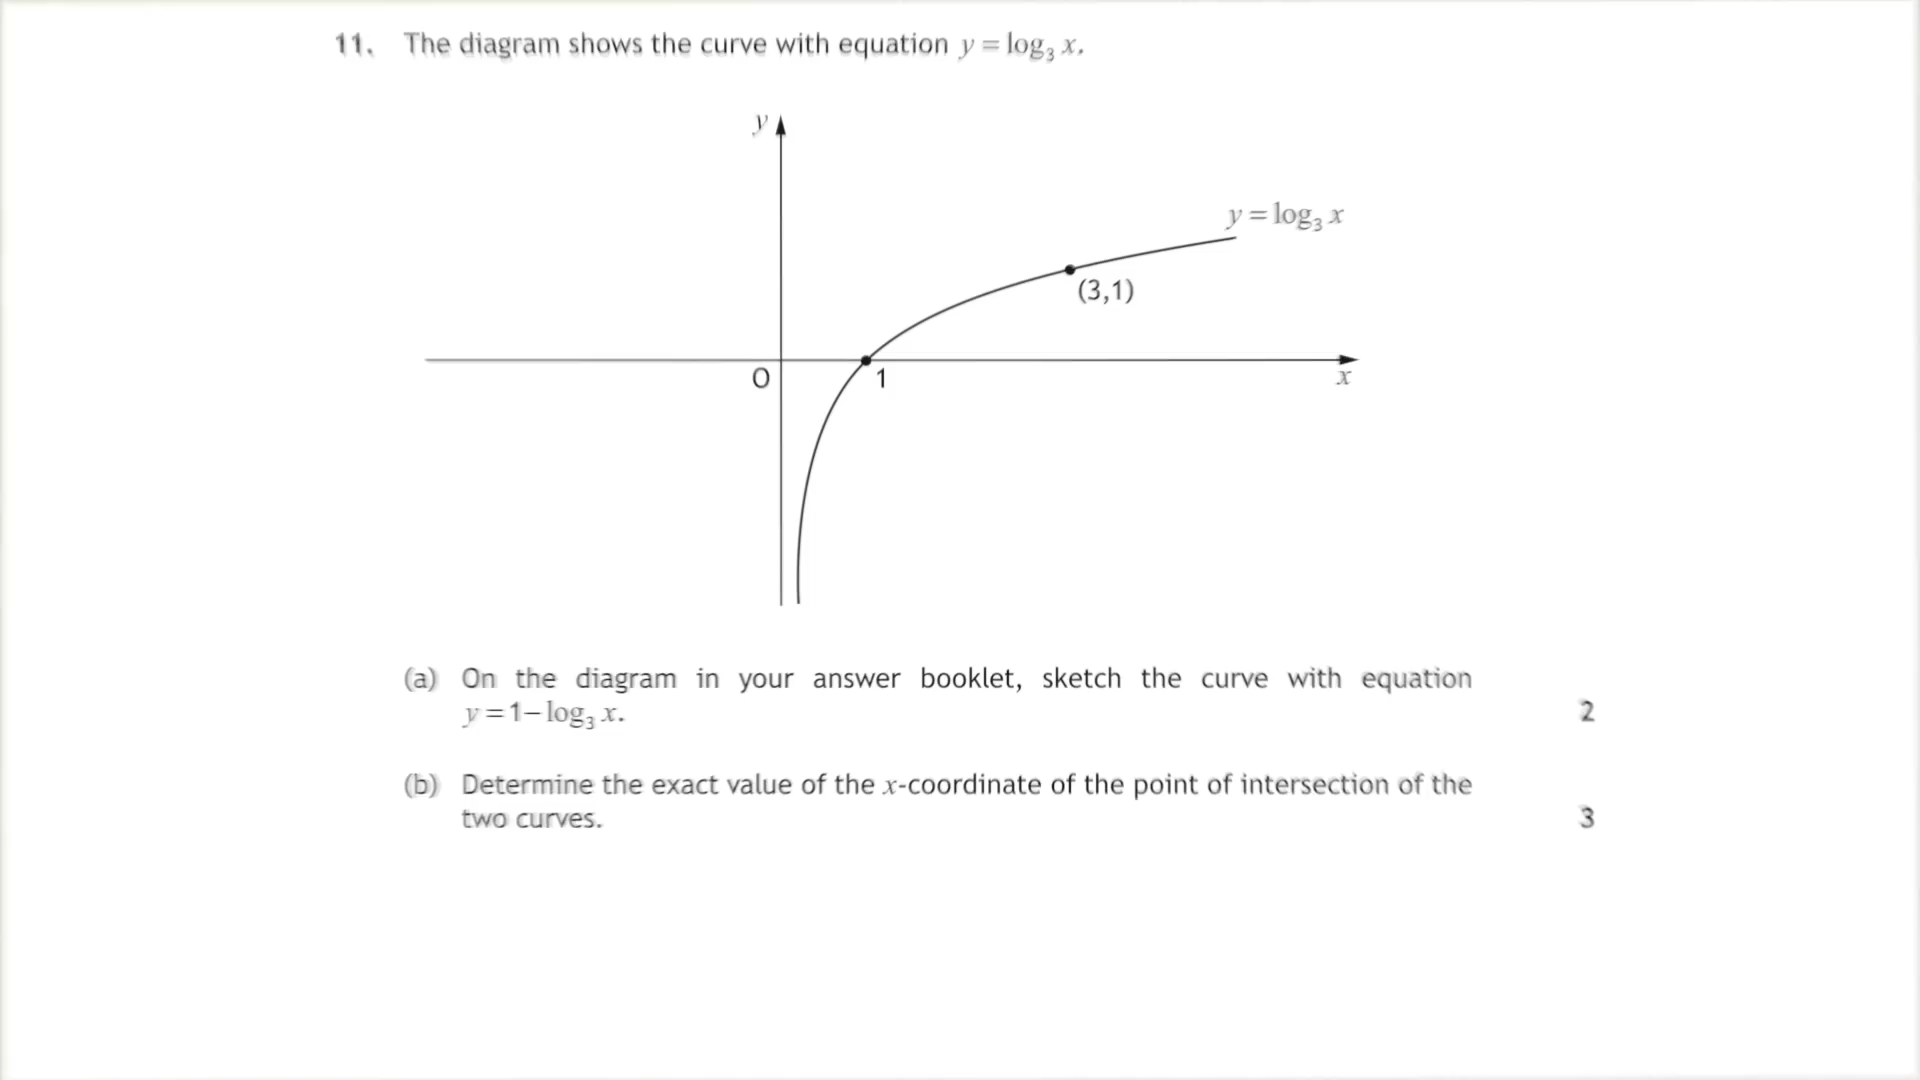 11. The diagram shows the curve with equation y = log₃ x.
y
y = log₃ x
(3,1)
O
1
x
(a) On the diagram in your answer booklet, sketch the curve with equation
y = 1 – log₃ x.
2
(b) Determine the exact value of the x-coordinate of the point of intersection of the
two curves.
3